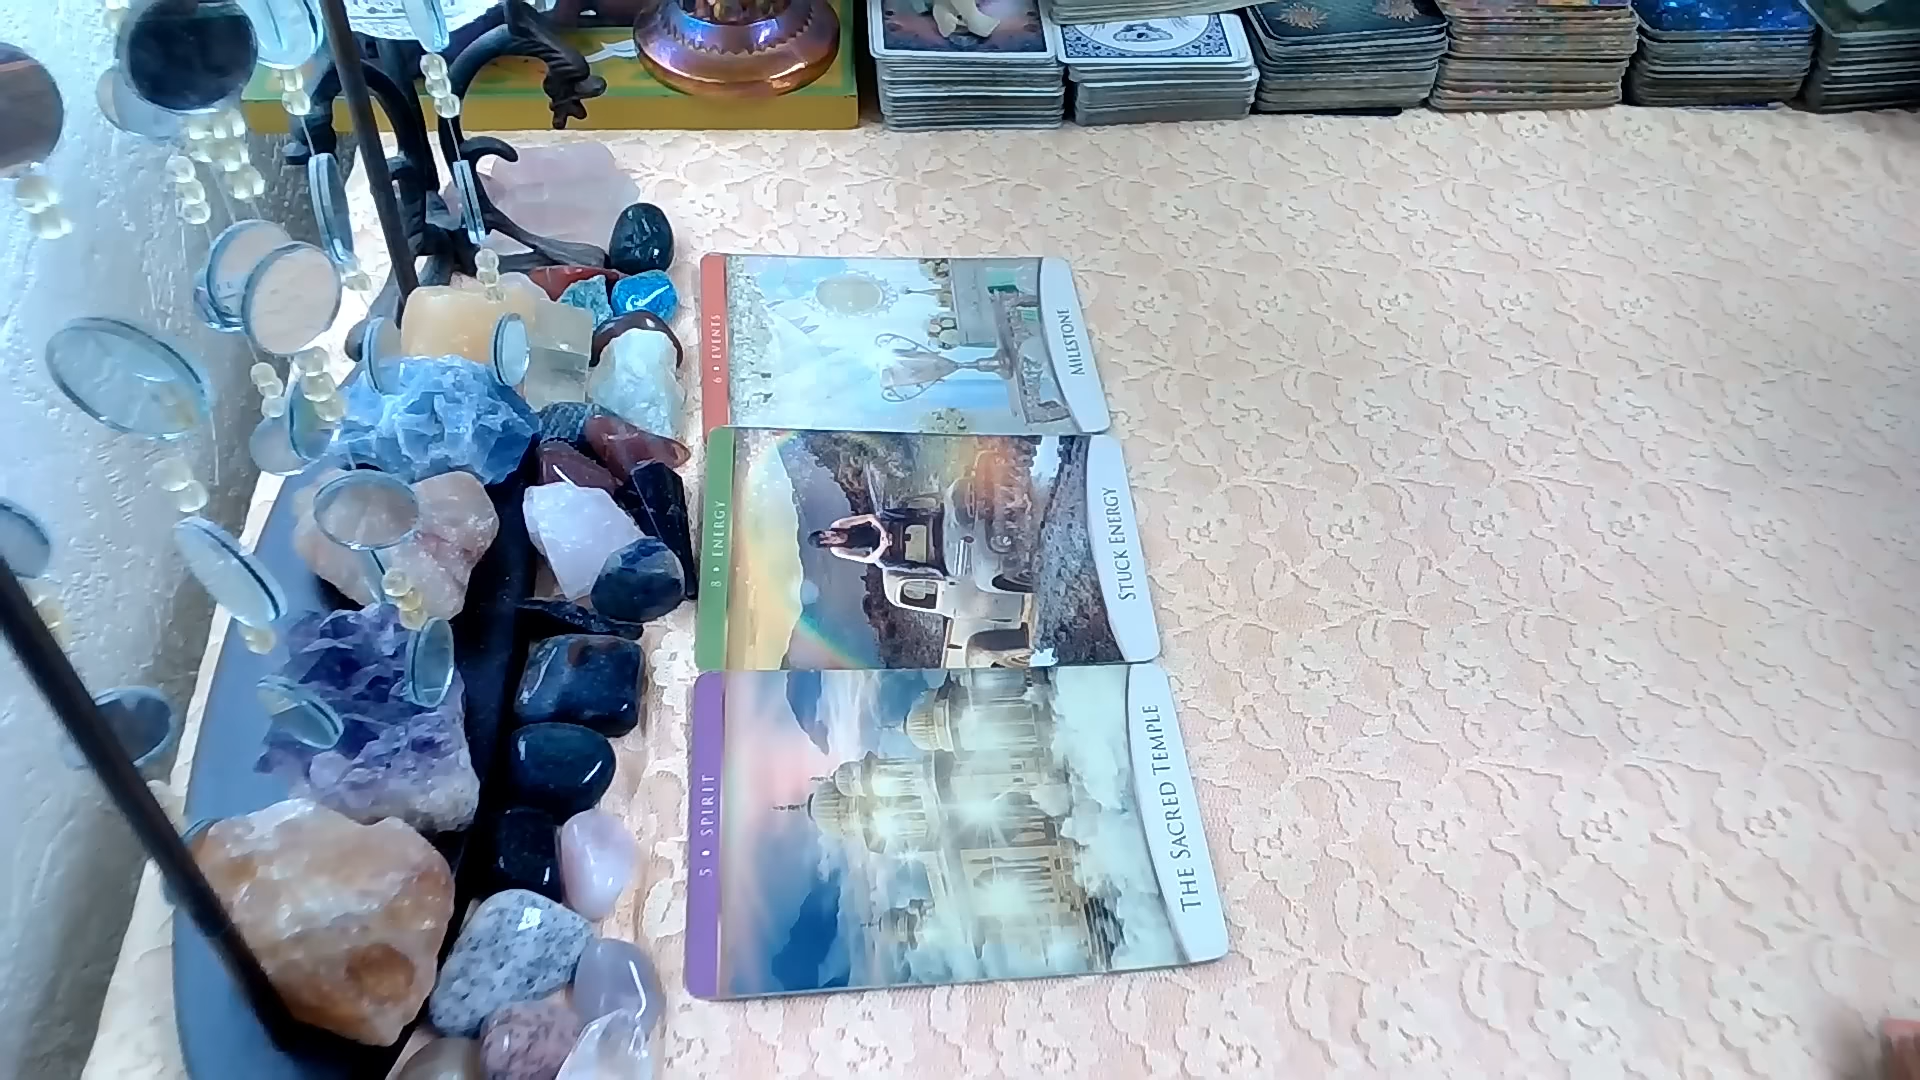 6 • EVENTS
MILESTONE
8 • ENERGY
STUCK ENERGY
5 • SPIRIT
THE SACRED TEMPLE